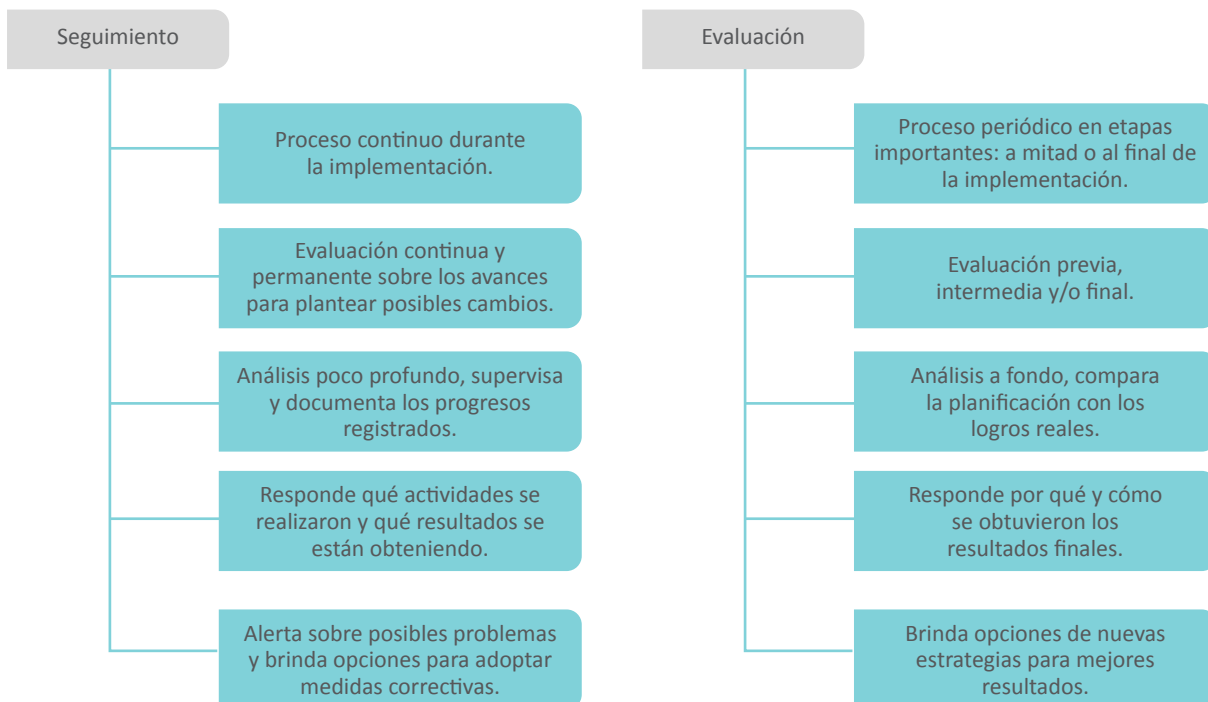 Seguimiento
Proceso continuo durante
la implementación.
Evaluación continua y
permanente sobre los avances
para plantear posibles cambios.
Análisis poco profundo, supervisa
y documenta los progresos
registrados.
Responde qué actividades se
realizaron y qué resultados se
están obteniendo.
Alerta sobre posibles problemas
y brinda opciones para adoptar
medidas correctivas.
Evaluación
Proceso periódico en etapas
importantes: a mitad o al final de
la implementación.
Evaluación previa,
intermedia y/o final.
Análisis a fondo, compara
la planificación con los
logros reales.
Responde por qué y cómo
se obtuvieron los
resultados finales.
Brinda opciones de nuevas
estrategias para mejores
resultados.